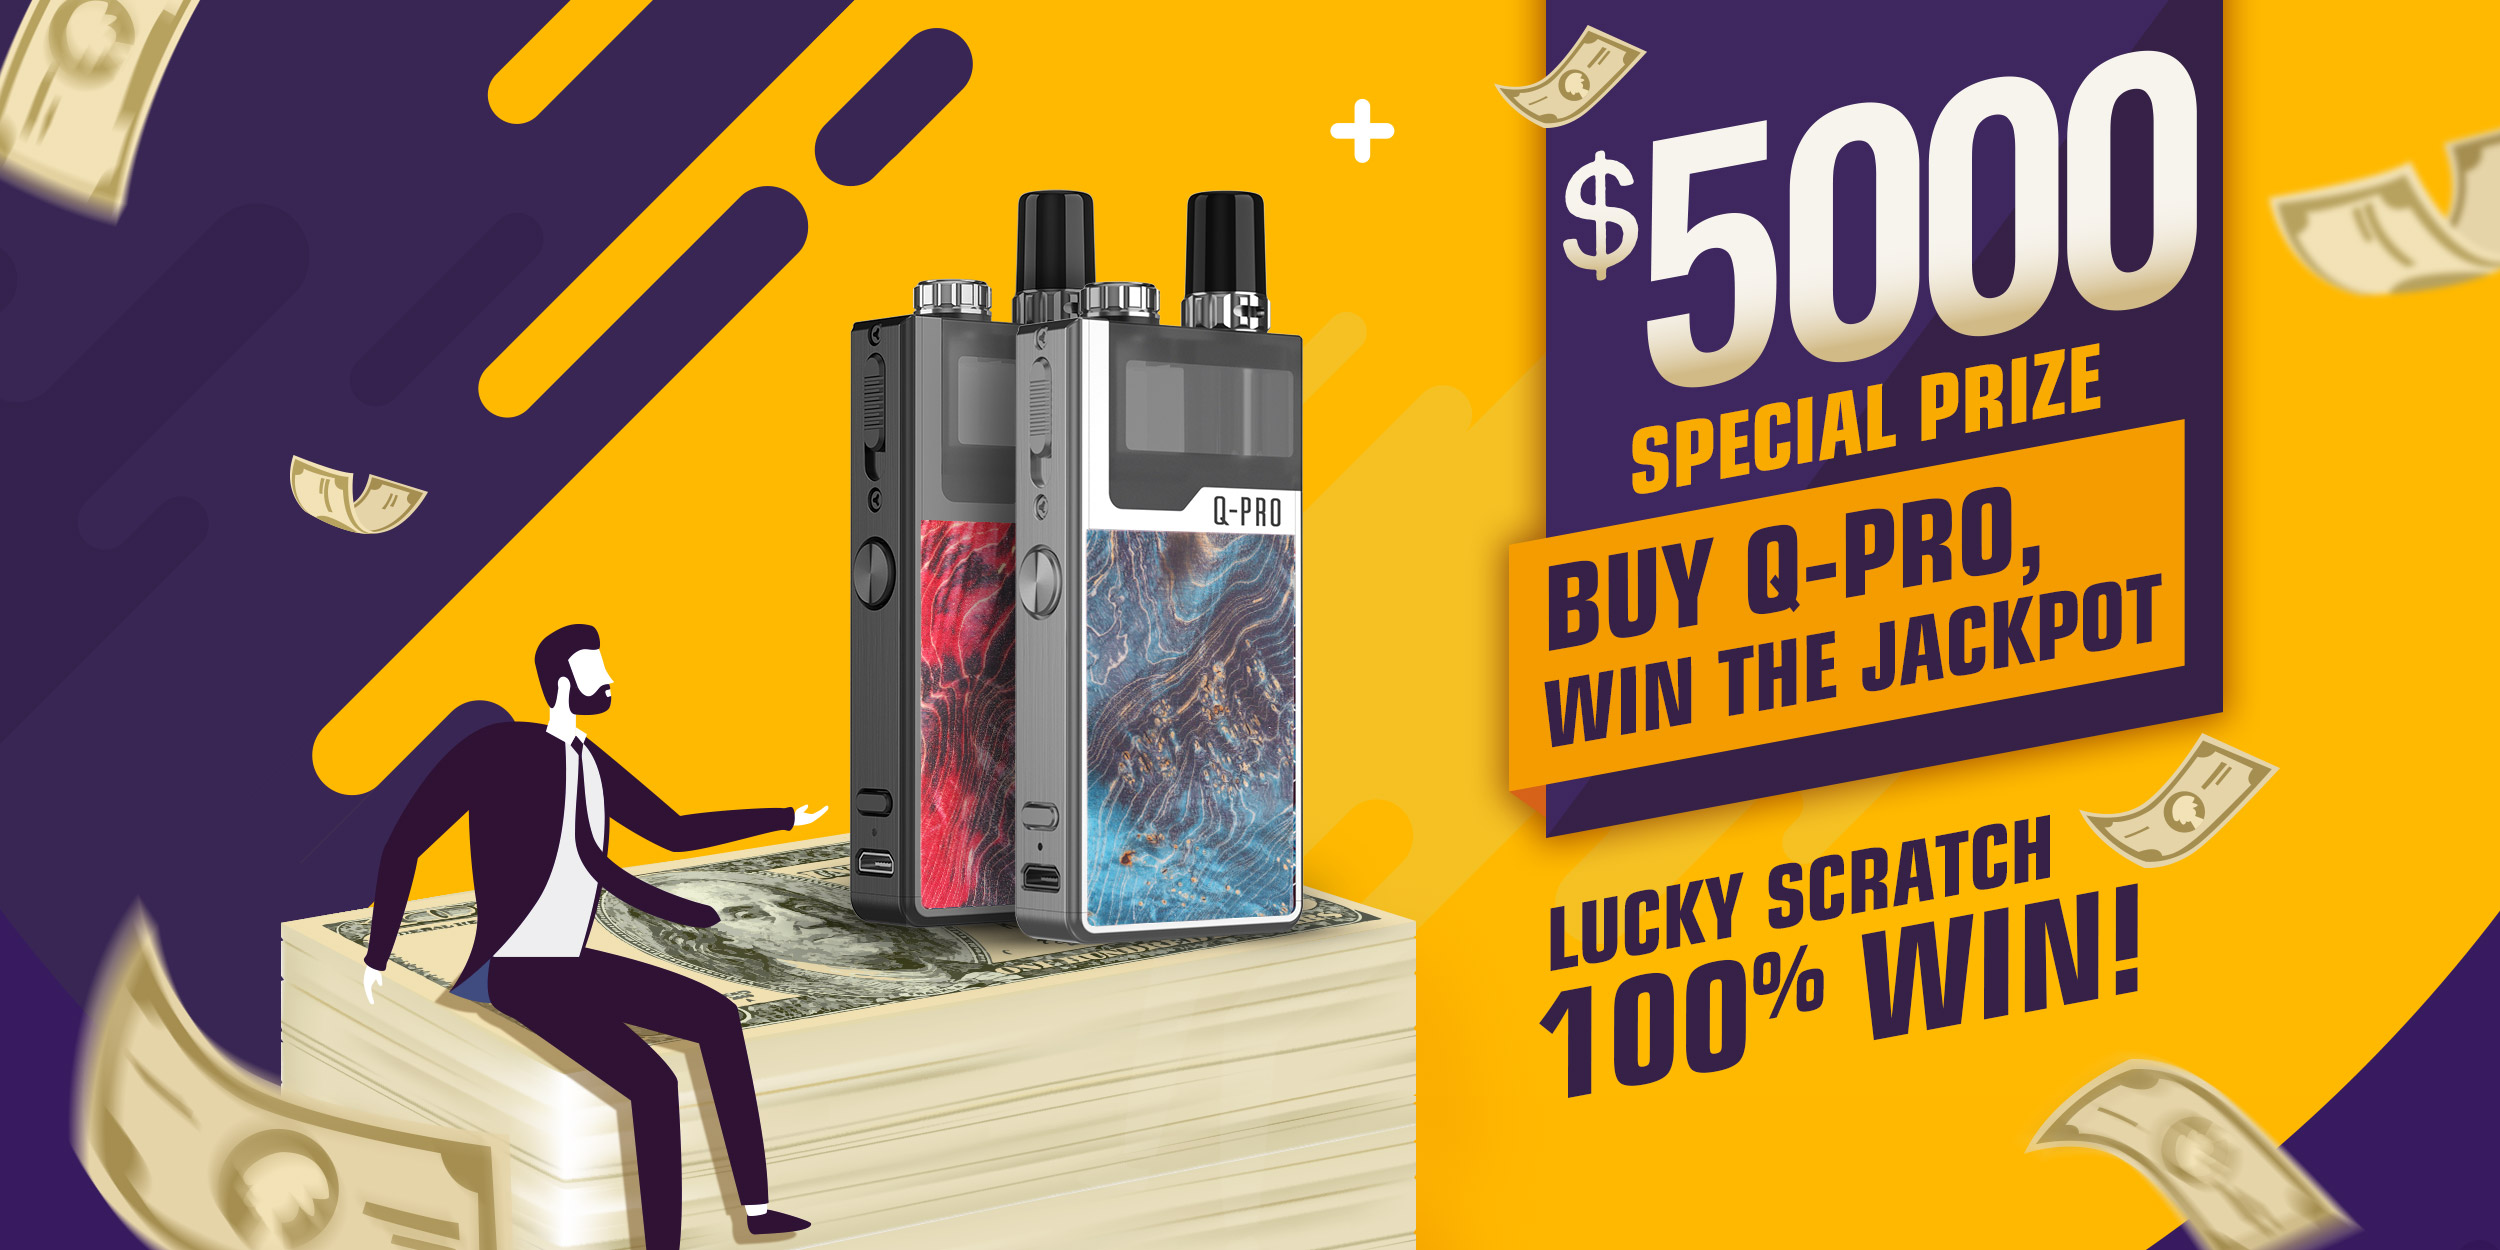 $5000
SPECIAL PRIZE
BUY Q-PRO,
WIN THE JACKPOT
LUCKY SCRATCH
100% WIN!
Q-PRO